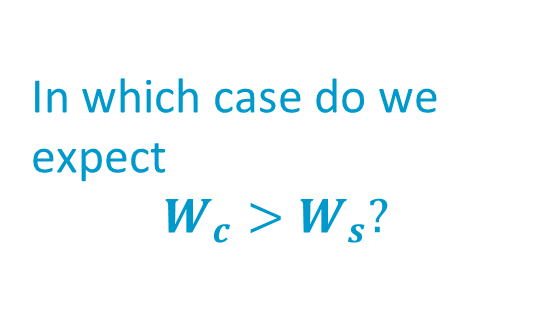 In which case do we
expect
W_c > W_s?